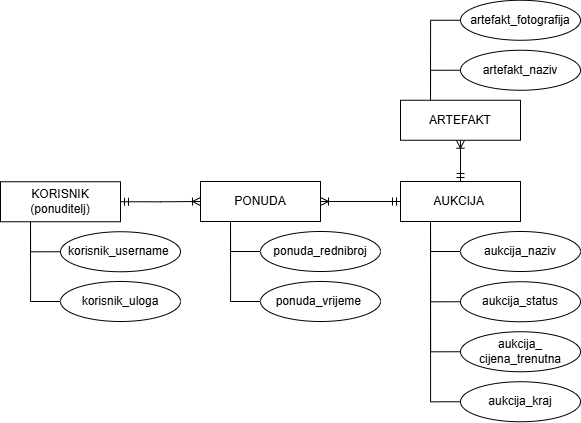 artefakt_fotografija
artefakt_naziv
ARTEFAKT
KORISNIK
(ponuditelj)
PONUDA
AUKCIJA
korisnik_username
ponuda_rednibroj
aukcija_naziv
korisnik_uloga
ponuda_vrijeme
aukcija_status
aukcija_
cijena_trenutna
aukcija_kraj